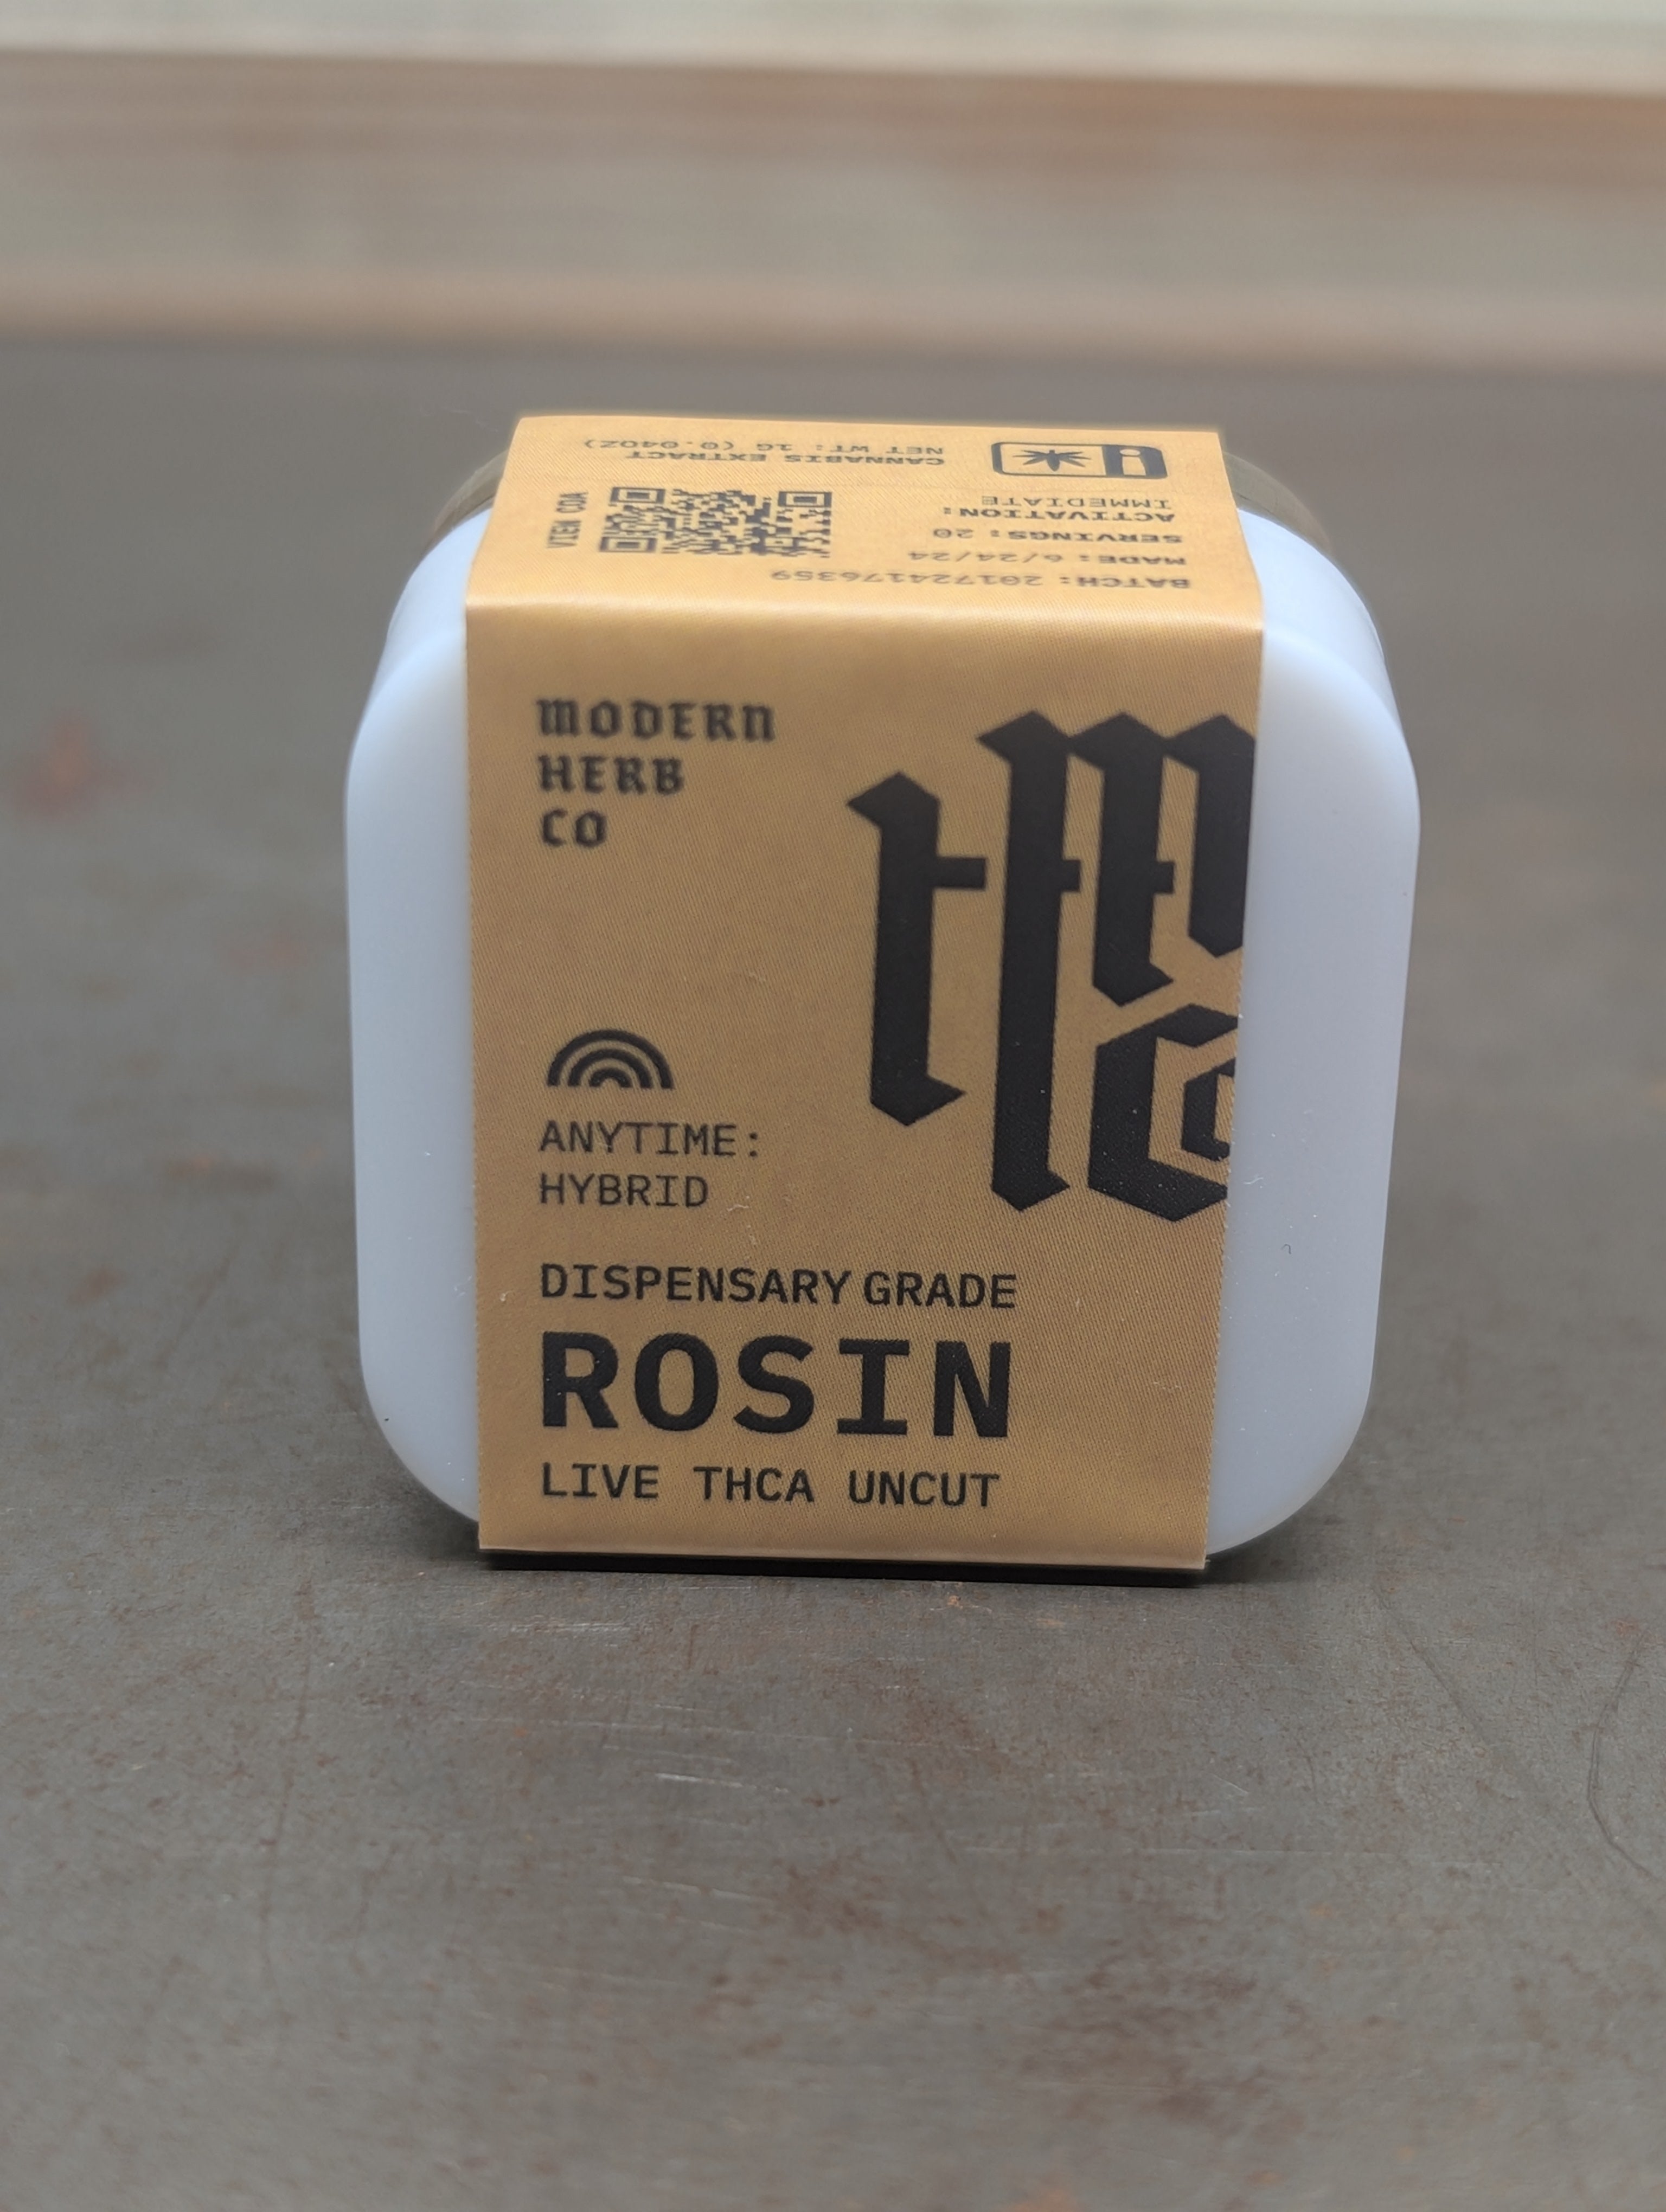 CANNABIS EXTRACT
NET WT: 1G (0.04OZ)
VIEW COA
BATCH: 201724176359
MADE: 6/24/24
SERVINGS: 20
ACTIVATION:
IMMEDIATE
MODERN
HERB
CO
ANYTIME:
HYBRID
DISPENSARY GRADE
ROSIN
LIVE THCA UNCUT